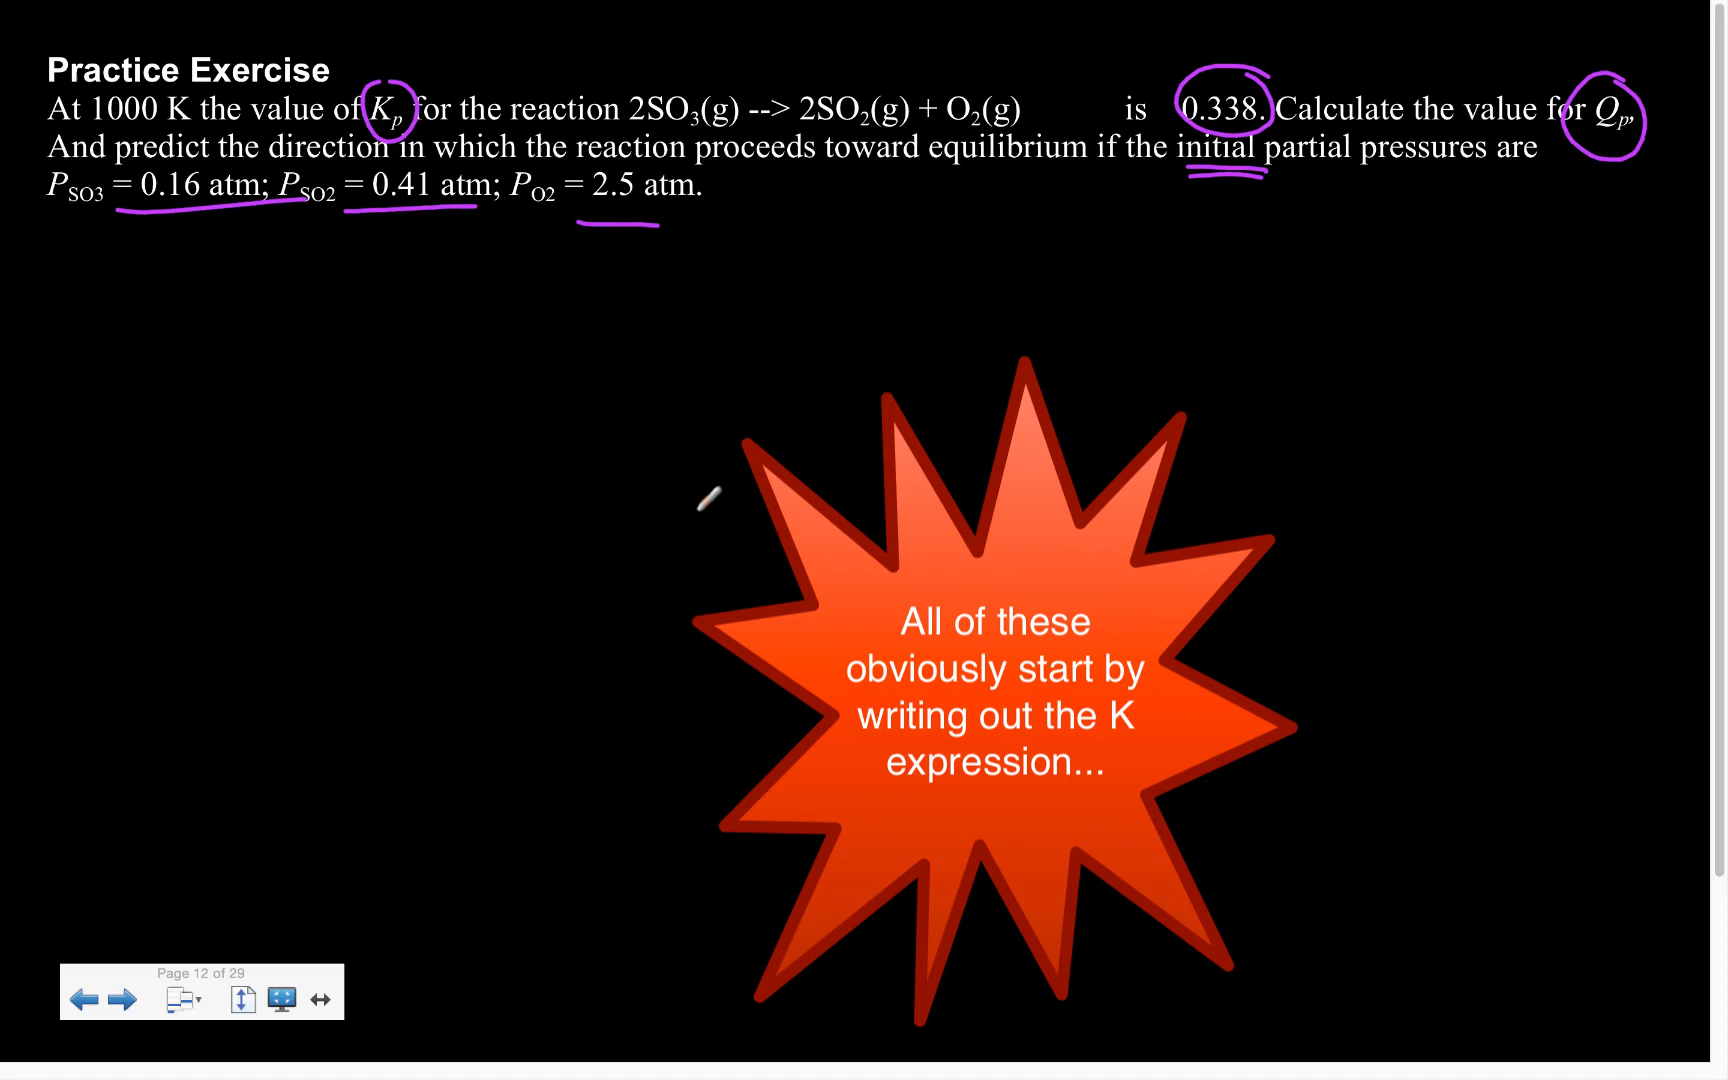 Practice Exercise
At 1000 K the value of Kp for the reaction 2SO₃(g) --> 2SO₂(g) + O₂(g) is 0.338. Calculate the value for Qp,
And predict the direction in which the reaction proceeds toward equilibrium if the initial partial pressures are
P_SO3 = 0.16 atm; P_SO2 = 0.41 atm; P_O2 = 2.5 atm.
All of these
obviously start by
writing out the K
expression...
Page 12 of 29